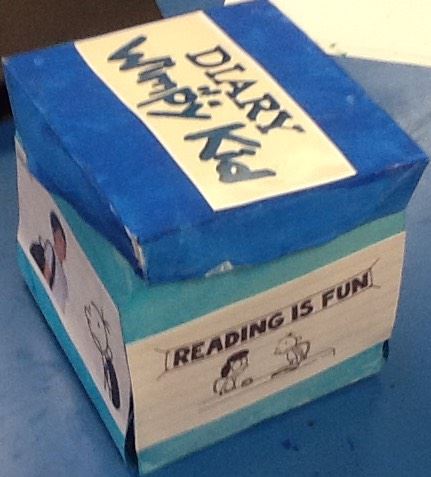 DIARY
of a
Wimpy Kid
READING IS FUN